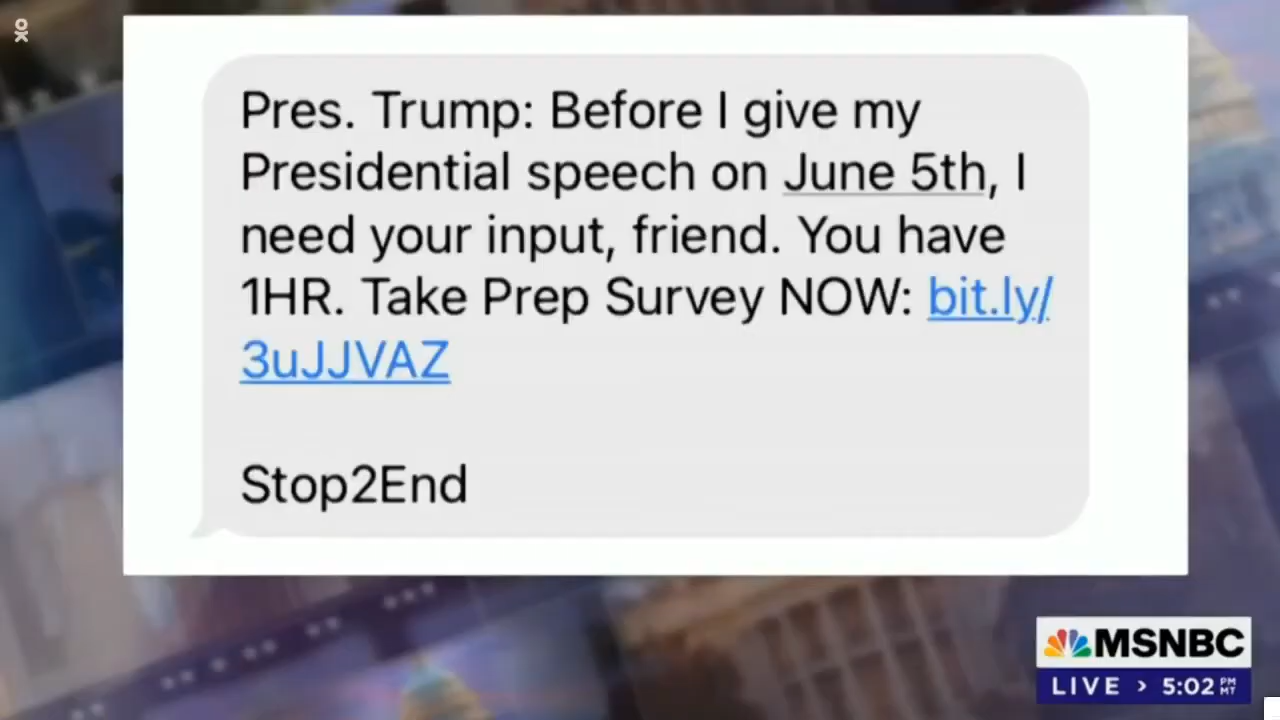 Pres. Trump: Before I give my
Presidential speech on June 5th, I
need your input, friend. You have
1HR. Take Prep Survey NOW: bit.ly/
3uJJVAZ
Stop2End
MSNBC
LIVE > 5:02 PM MT